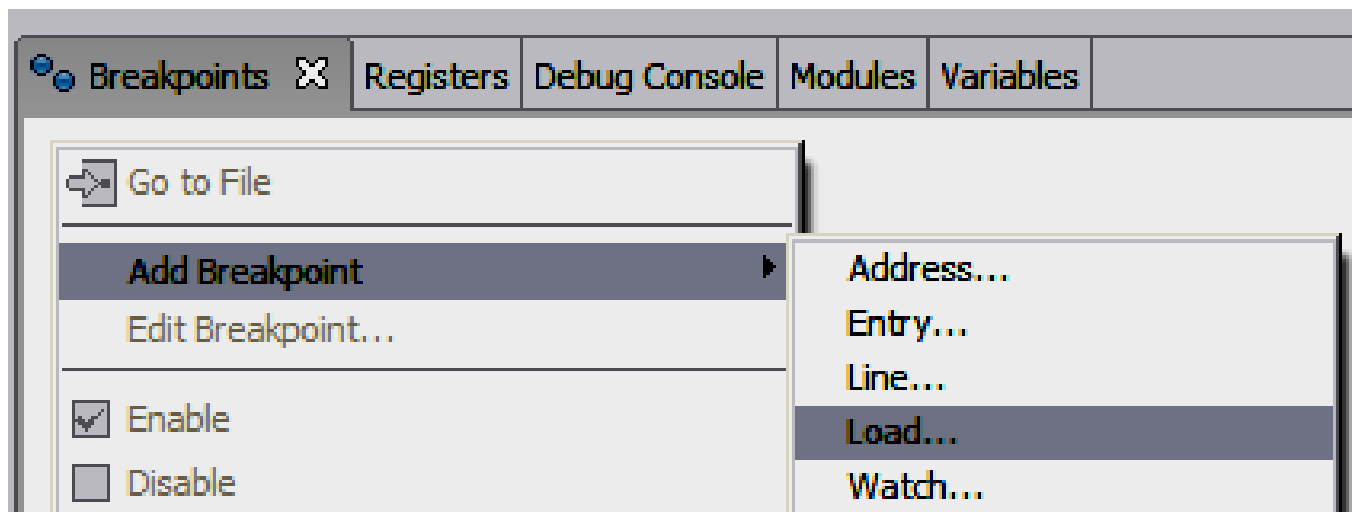 Breakpoints Registers Debug Console Modules Variables
Go to File
Add Breakpoint
Edit Breakpoint...
Enable
Disable
Address...
Entry...
Line...
Load...
Watch...